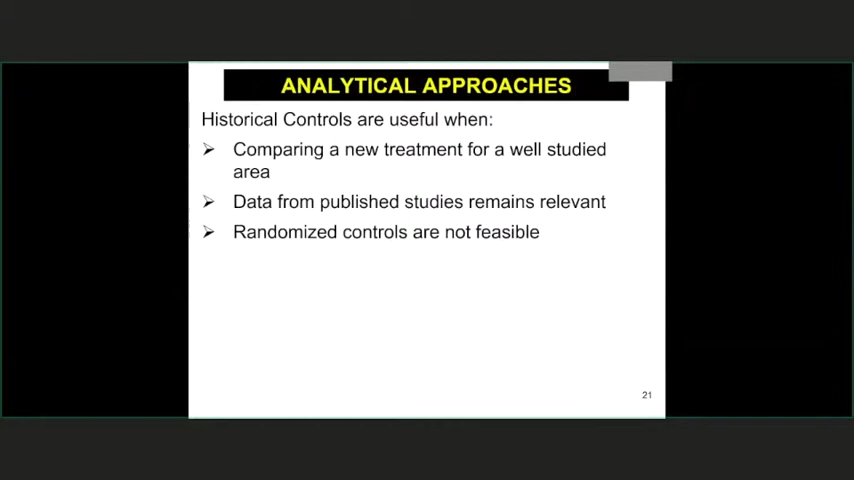 ANALYTICAL APPROACHES
Historical Controls are useful when:
➢ Comparing a new treatment for a well studied
area
➢ Data from published studies remains relevant
➢ Randomized controls are not feasible
21